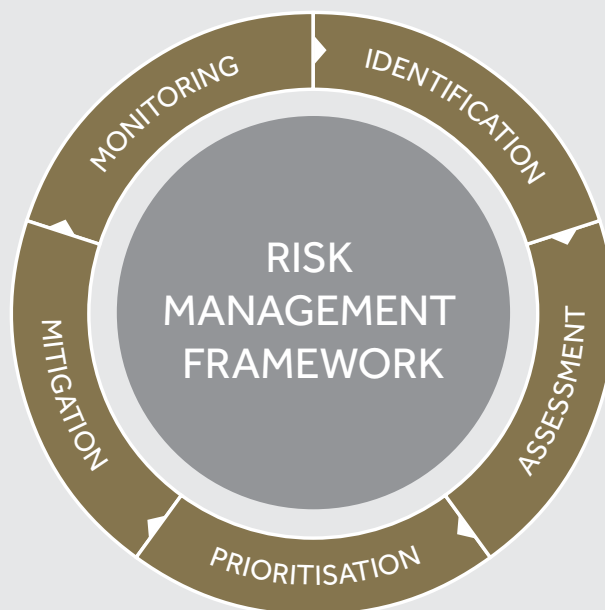 RISK
MANAGEMENT
FRAMEWORK
IDENTIFICATION
ASSESSMENT
PRIORITISATION
MITIGATION
MONITORING